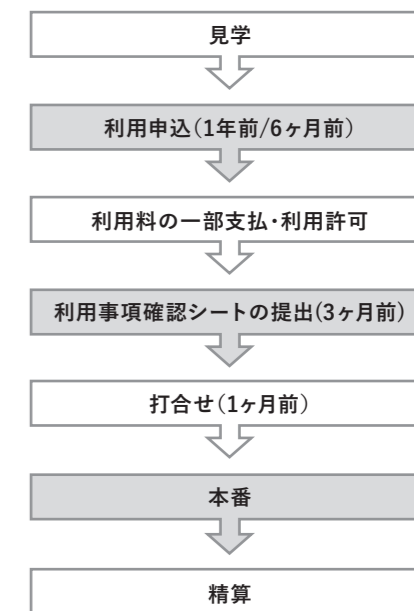 見学
利用申込(1年前/6ヶ月前)
利用料の一部支払・利用許可
利用事項確認シートの提出(3ヶ月前)
打合せ(1ヶ月前)
本番
精算